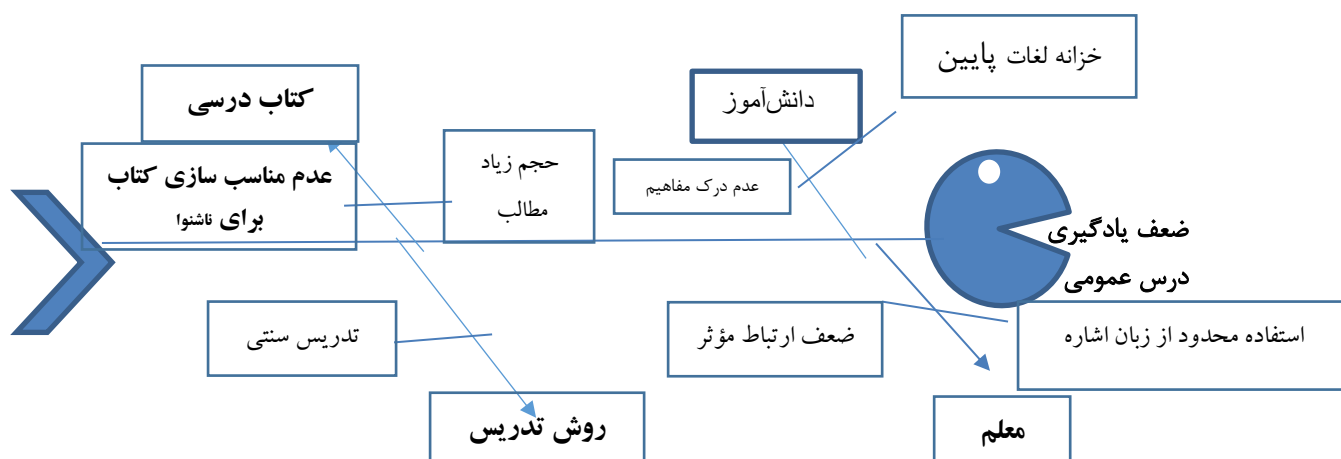 خزانه لغات پایین
دانش‌آموز
کتاب درسی
عدم درک مفاهیم
حجم زیاد
مطالب
عدم مناسب سازی کتاب
برای ناشنوا
ضعف یادگیری
درس عمومی
استفاده محدود از زبان اشاره
ضعف ارتباط مؤثر
تدریس سنتی
معلم
روش تدریس